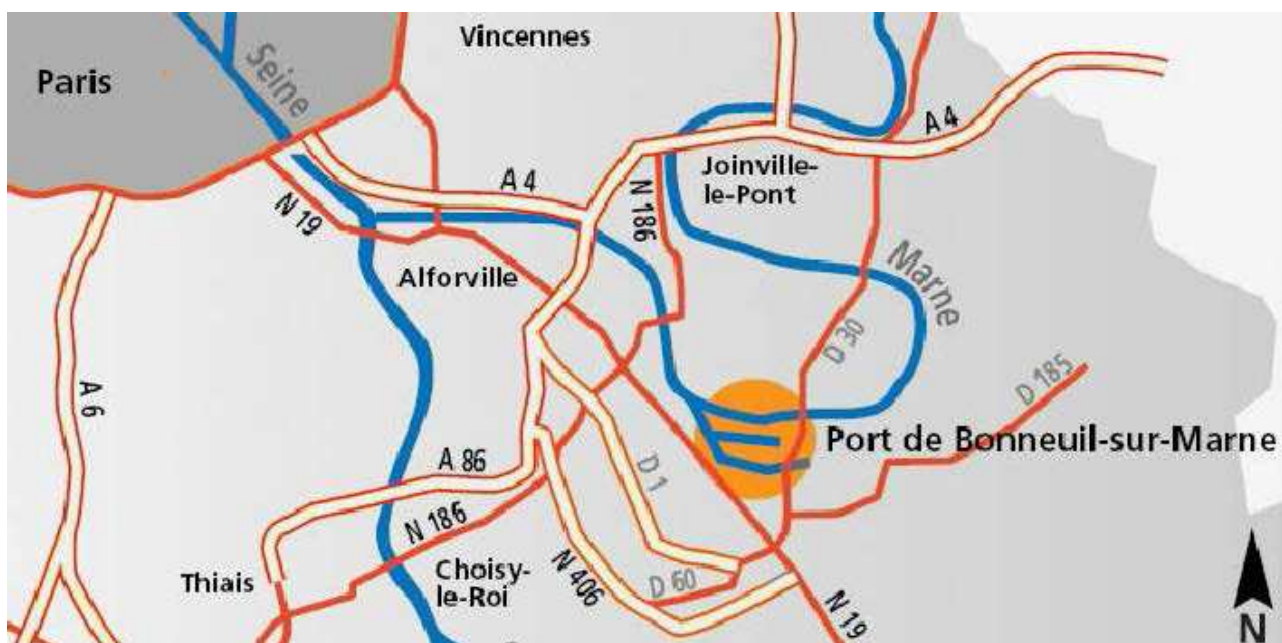 Vincennes
Seine
Paris
A 4
Joinville-
le-Pont
A 4
N 19
N 186
Marne
Alforville
D 30
D 185
A 6
Port de Bonneuil-sur-Marne
A 86
D 1
N 186
Thiais
Choisy-
le-Roi
N 406
D 60
N 19
N